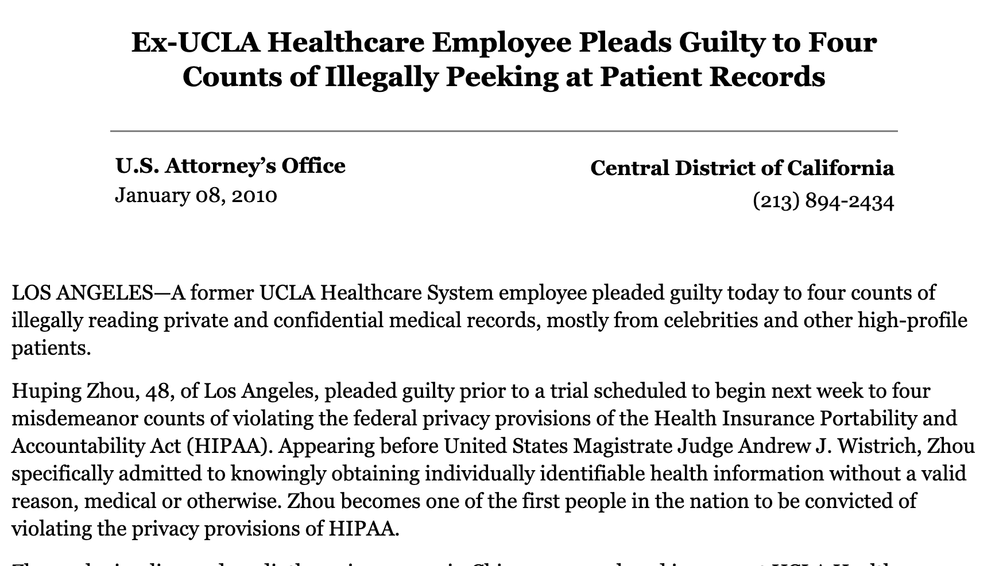 Ex-UCLA Healthcare Employee Pleads Guilty to Four
Counts of Illegally Peeking at Patient Records
U.S. Attorney’s Office
January 08, 2010
Central District of California
(213) 894-2434
LOS ANGELES—A former UCLA Healthcare System employee pleaded guilty today to four counts of
illegally reading private and confidential medical records, mostly from celebrities and other high-profile
patients.
Huping Zhou, 48, of Los Angeles, pleaded guilty prior to a trial scheduled to begin next week to four
misdemeanor counts of violating the federal privacy provisions of the Health Insurance Portability and
Accountability Act (HIPAA). Appearing before United States Magistrate Judge Andrew J. Wistrich, Zhou
specifically admitted to knowingly obtaining individually identifiable health information without a valid
reason, medical or otherwise. Zhou becomes one of the first people in the nation to be convicted of
violating the privacy provisions of HIPAA.